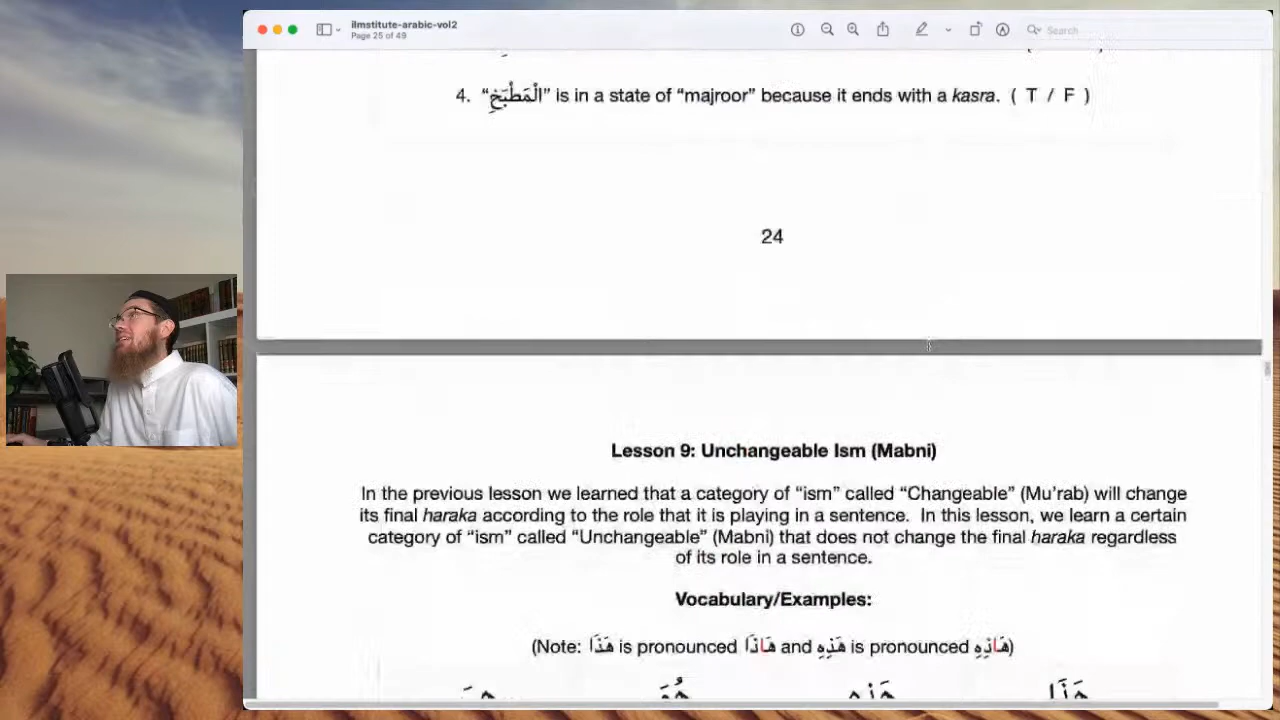 ilmstitute-arabic-vol2
Page 25 of 49
Search
4. “الْمَطْبَخِ” is in a state of “majroor” because it ends with a kasra. ( T / F )
24
Lesson 9: Unchangeable Ism (Mabni)
In the previous lesson we learned that a category of “ism” called “Changeable” (Mu’rab) will change
its final haraka according to the role that it is playing in a sentence. In this lesson, we learn a certain
category of “ism” called “Unchangeable” (Mabni) that does not change the final haraka regardless
of its role in a sentence.
Vocabulary/Examples:
(Note: هَذَا is pronounced هَاذَا and هَذِهِ is pronounced هَاذِهِ)